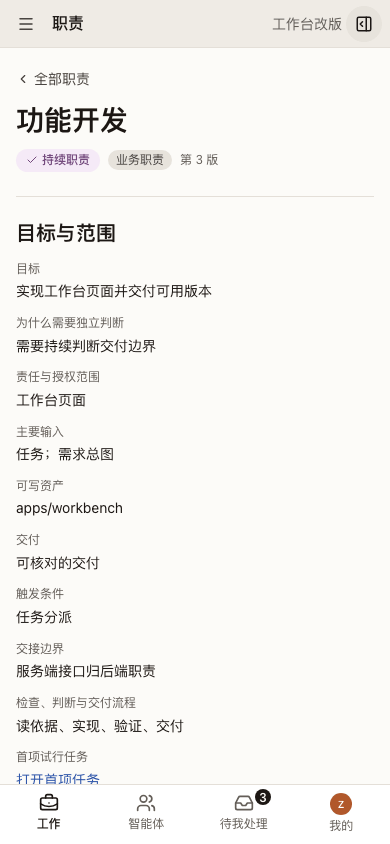 职责
工作台改版
全部职责
功能开发
持续职责 业务职责 第 3 版
目标与范围
目标
实现工作台页面并交付可用版本
为什么需要独立判断
需要持续判断交付边界
责任与授权范围
工作台页面
主要输入
任务；需求总图
可写资产
apps/workbench
交付
可核对的交付
触发条件
任务分派
交接边界
服务端接口归后端职责
检查、判断与交付流程
读依据、实现、验证、交付
首项试行任务
打开首项任务
3
Z
工作 智能体 待我处理 我的